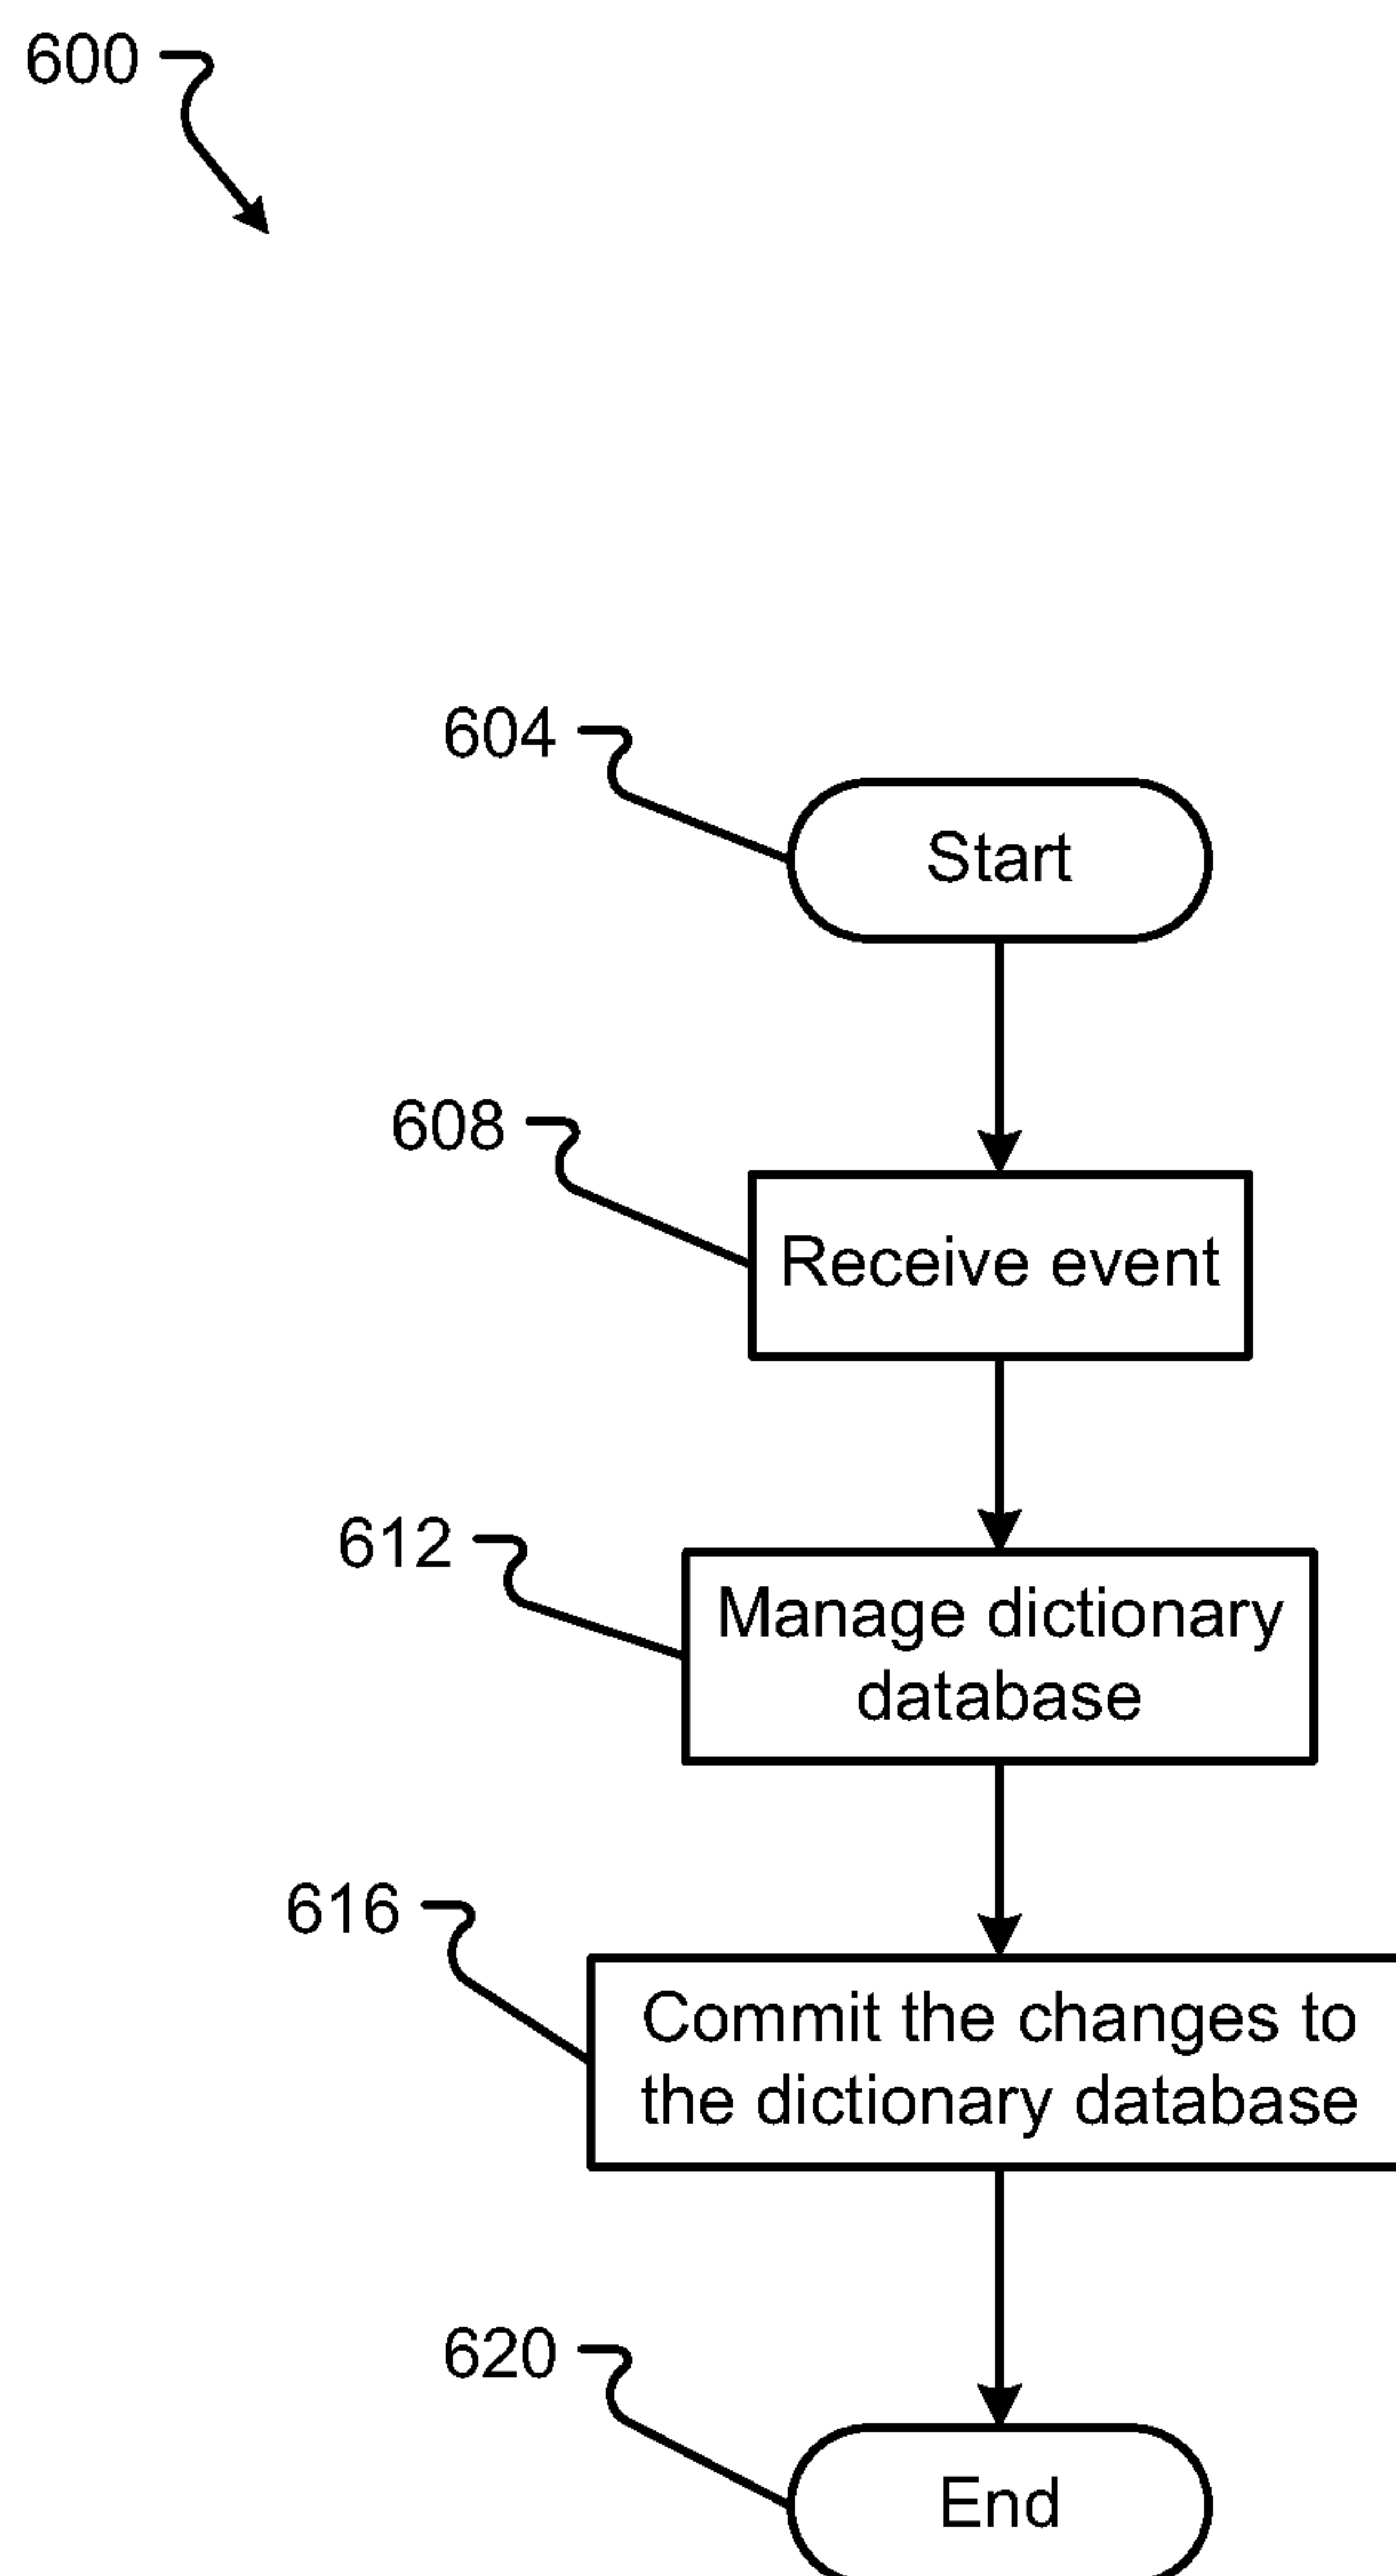 600
604
Start
608
Receive event
612
Manage dictionary
database
616
Commit the changes to
the dictionary database
620
End